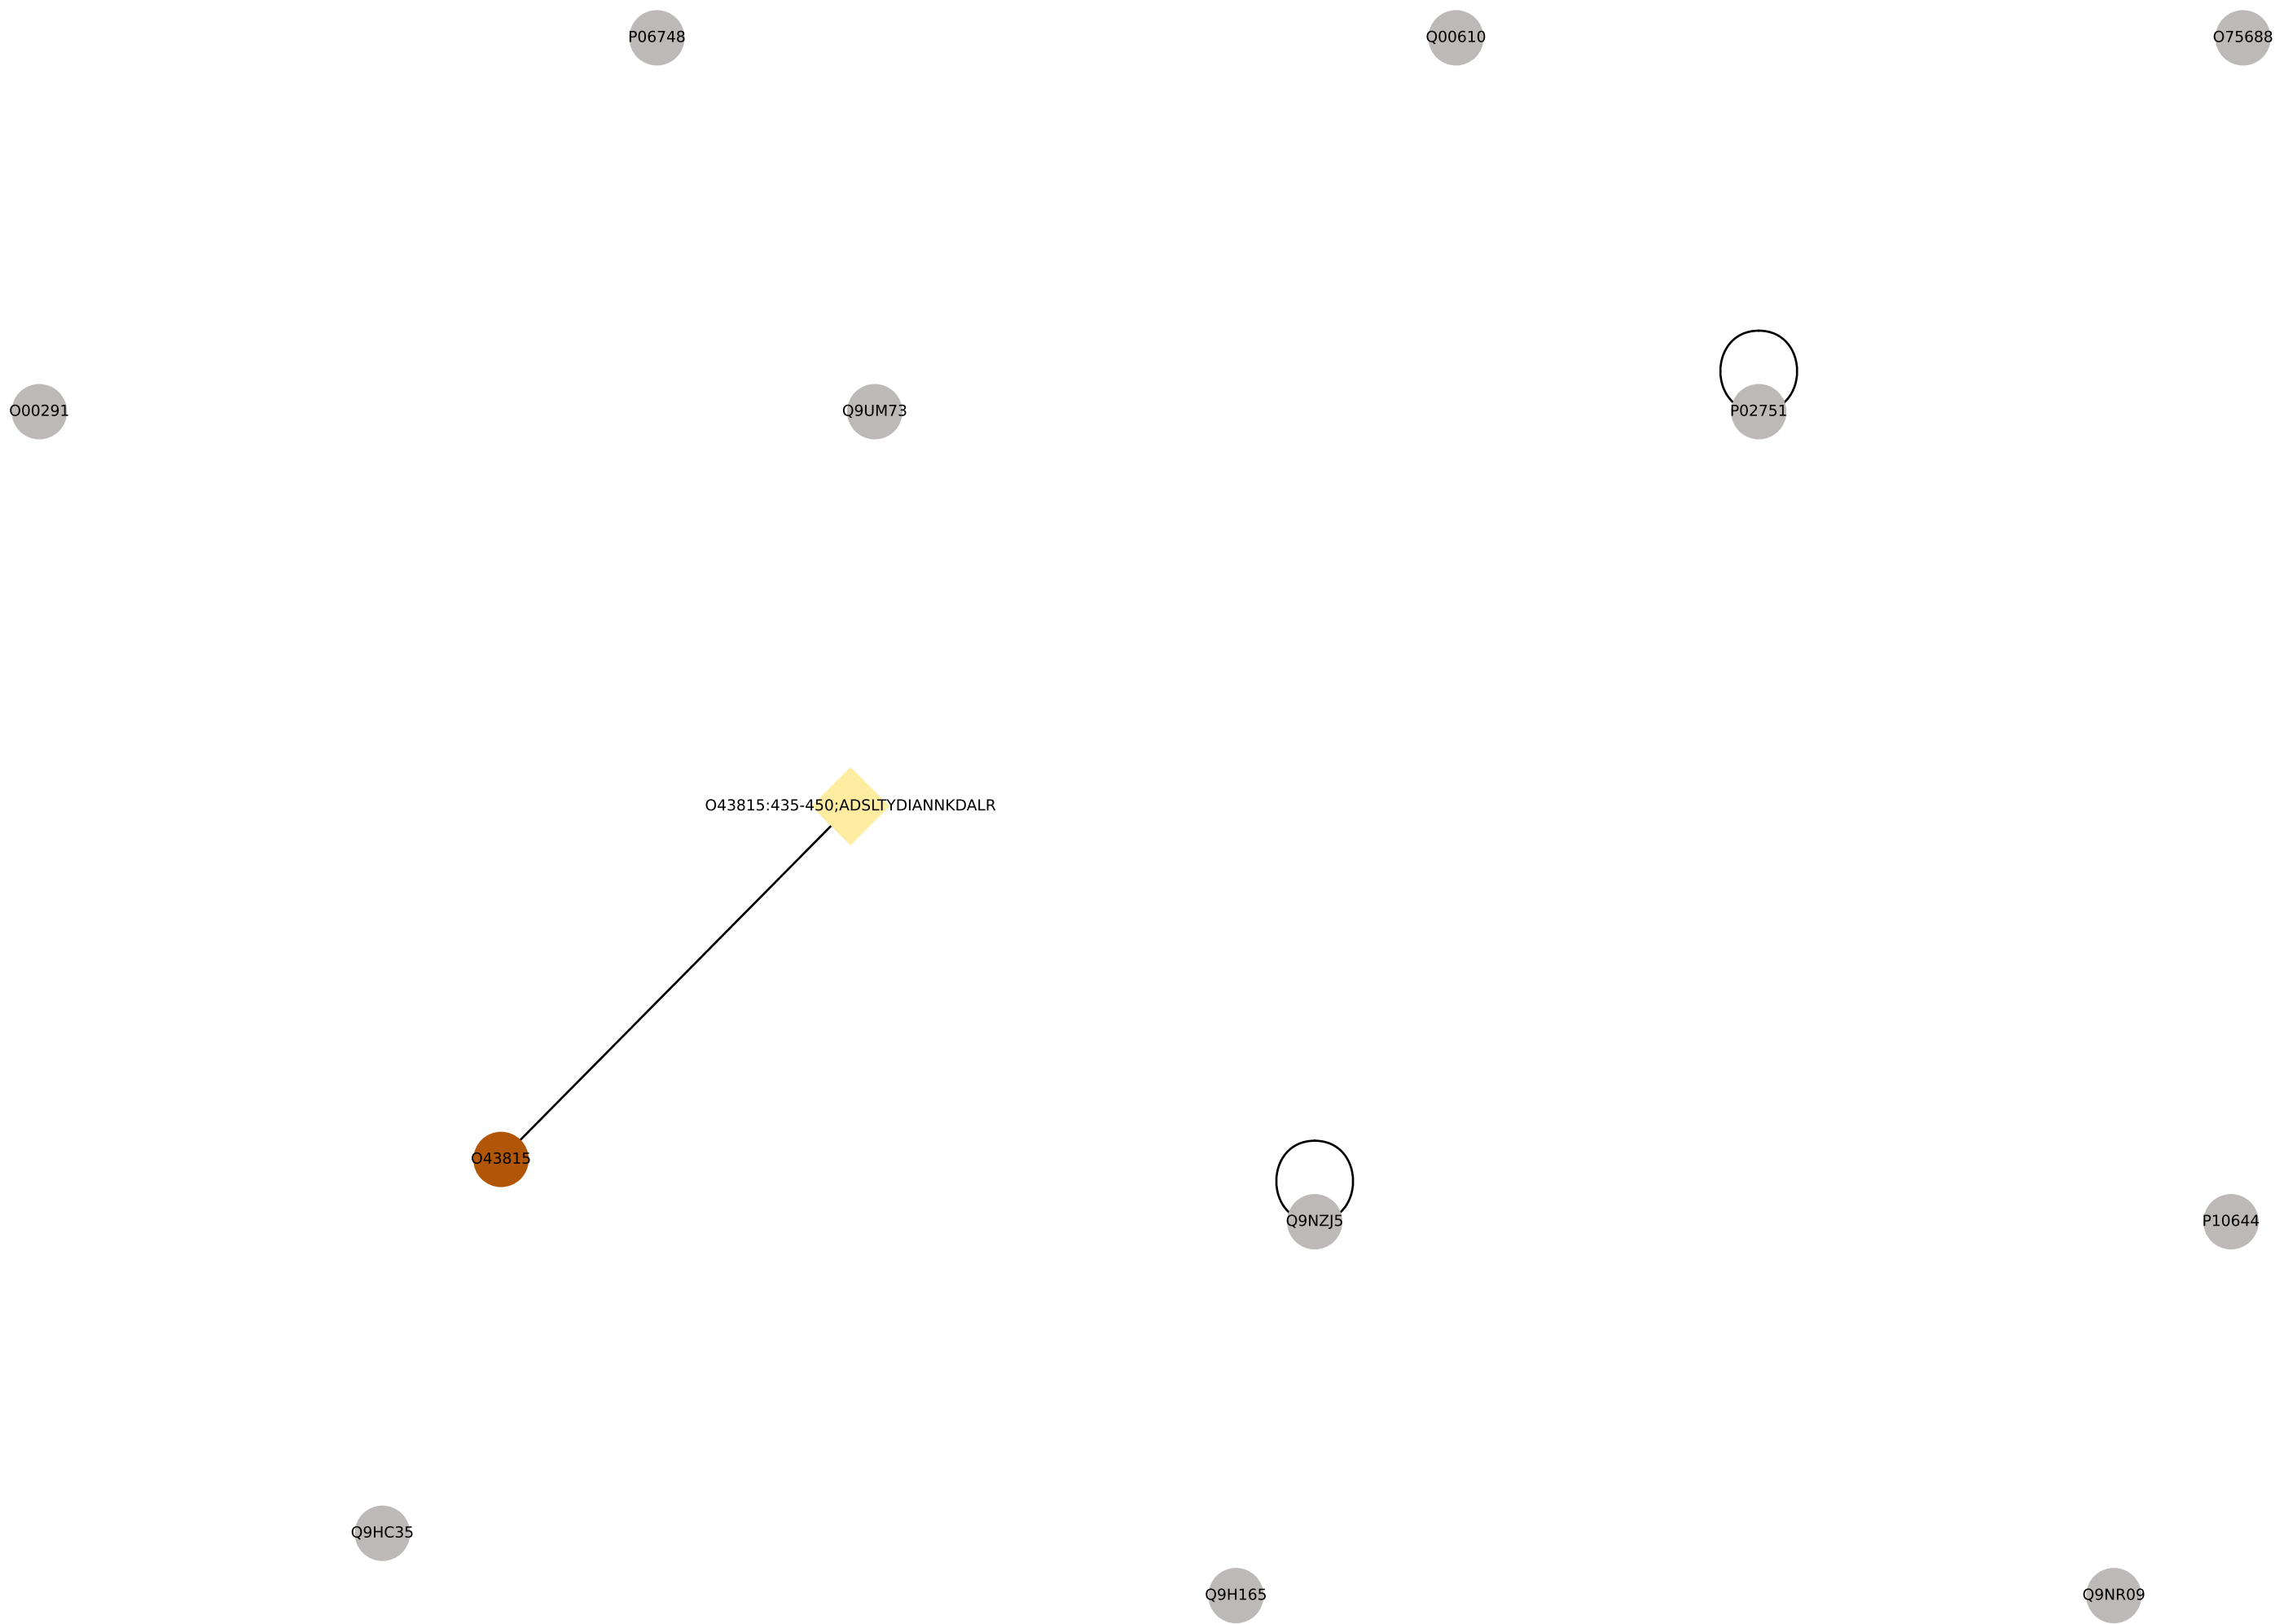 P06748
Q00610
O75688
O00291
Q9UM73
P02751
O43815:435-450;ADSLTYDIANNKDALR
O43815
Q9NZJ5
P10644
Q9HC35
Q9H165
Q9NR09